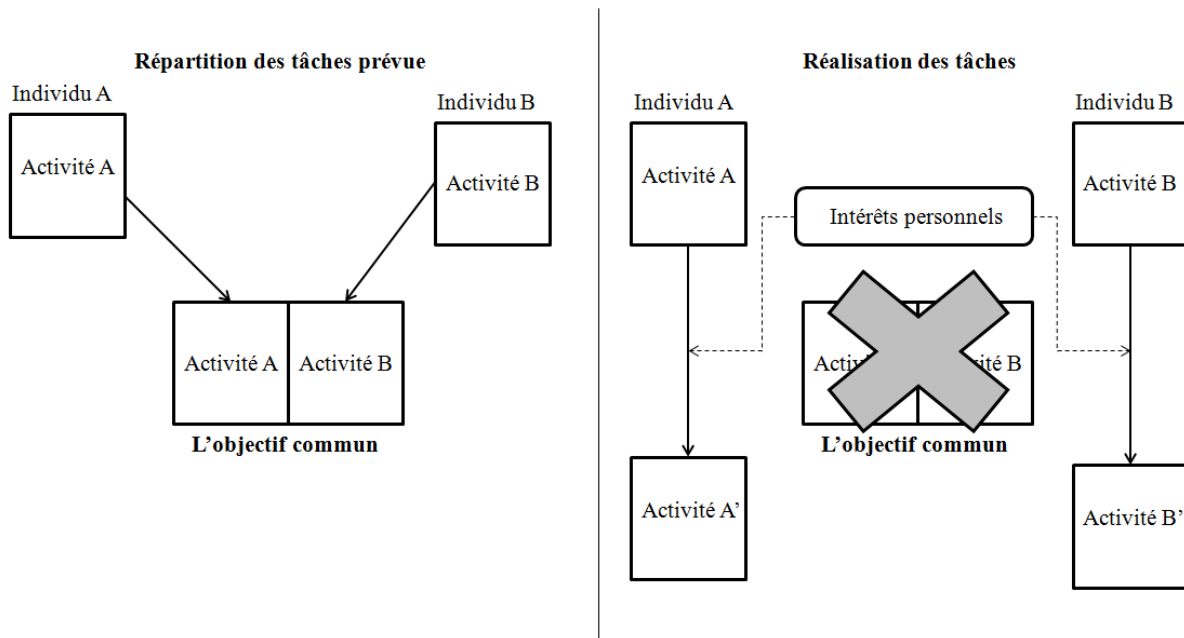 Répartition des tâches prévue
Individu A
Individu B
Activité A
Activité B
Activité A
Activité B
L’objectif commun
Réalisation des tâches
Individu A
Individu B
Activité A
Activité B
Intérêts personnels
L’objectif commun
Activité A’
Activité B’